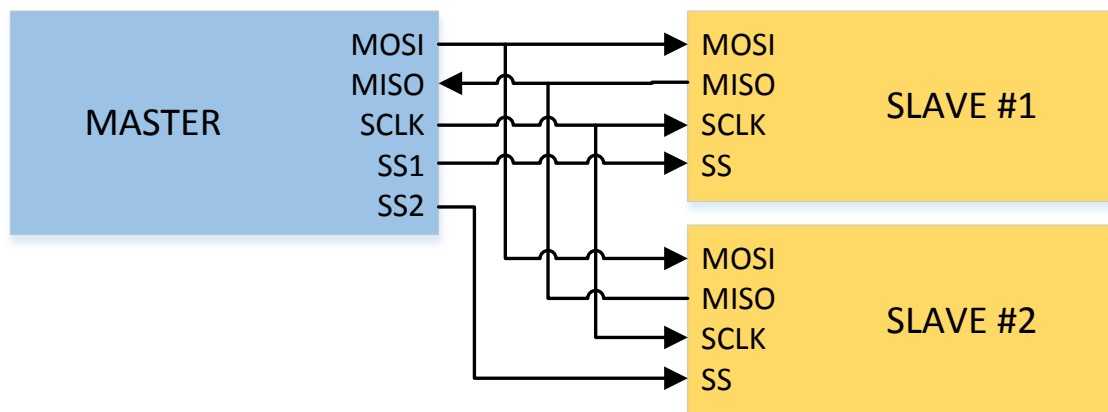 MASTER
MOSI
MISO
SCLK
SS1
SS2
MOSI
MISO
SCLK
SS
SLAVE #1
MOSI
MISO
SCLK
SS
SLAVE #2